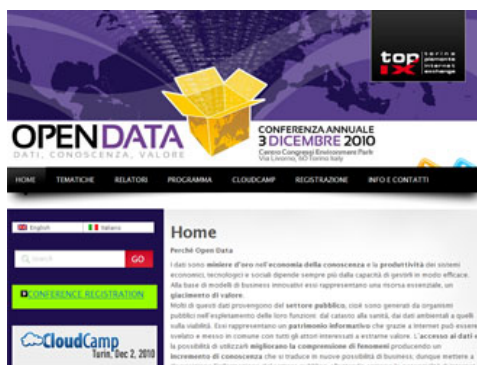 top ix
torino
piemonte
internet
exchange
OPENDATA
DATI, CONOSCENZA, VALORE
CONFERENZA ANNUALE
3 DICEMBRE 2010
Centro Congressi Environment Park
Via Livorno, 60 Torino Italy
HOME TEMATICHE RELATORI PROGRAMMA CLOUDCAMP REGISTRAZIONE INFO E CONTATTI
English Italiano
search GO
CONFERENCE REGISTRATION
CloudCamp
Turin, Dec 2, 2010
Home
Perchè Open Data
I dati sono miniere d'oro nell'economia della conoscenza e la produttività dei sistemi
economici, tecnologici e sociali dipende sempre più dalla capacità di gestirli in modo efficace.
Alla base di modelli di business innovativi essi rappresentano una risorsa essenziale, un
giacimento di valore.
Molti di questi dati provengono del settore pubblico, cioè sono generati da organismi
pubblici nell'espletamento delle loro funzioni: dal catasto alla sanità, dai dati ambientali a quelli
sulla viabilità. Essi rappresentano un patrimonio informativo che grazie a Internet può essere
svelato e messo in comune con tutti gli attori interessati a estrarne valore. L'accesso ai dati e
la possibilità di utilizzarli migliorano la comprensione di fenomeni producendo un
incremento di conoscenza che si traduce in nuove possibilità di business; dunque mettere a